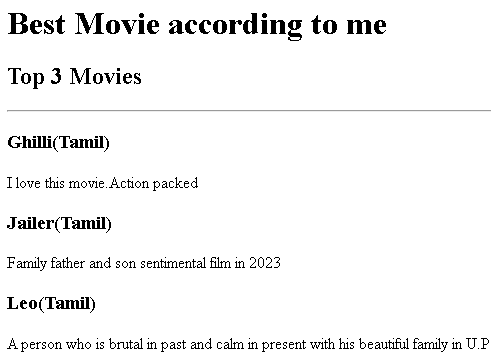 Best Movie according to me
Top 3 Movies
Ghilli(Tamil)
I love this movie.Action packed
Jailer(Tamil)
Family father and son sentimental film in 2023
Leo(Tamil)
A person who is brutal in past and calm in present with his beautiful family in U.P